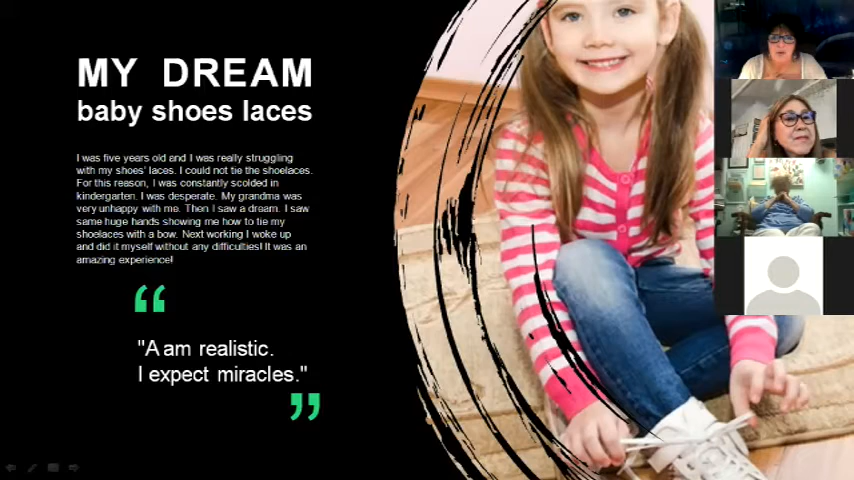 MY DREAM
baby shoes laces
I was five years old and I was really struggling
with my shoes' laces. I could not tie the shoelaces.
For this reason, I was constantly scolded in
kindergarten. I was desperate. My grandma was
very unhappy with me. Then I saw a dream. I saw
same huge hands showing me how to tie my
shoelaces with a bow. Next working I woke up
and did it myself without any difficulties! It was an
amazing experience!
“
"A am realistic.
I expect miracles."
”